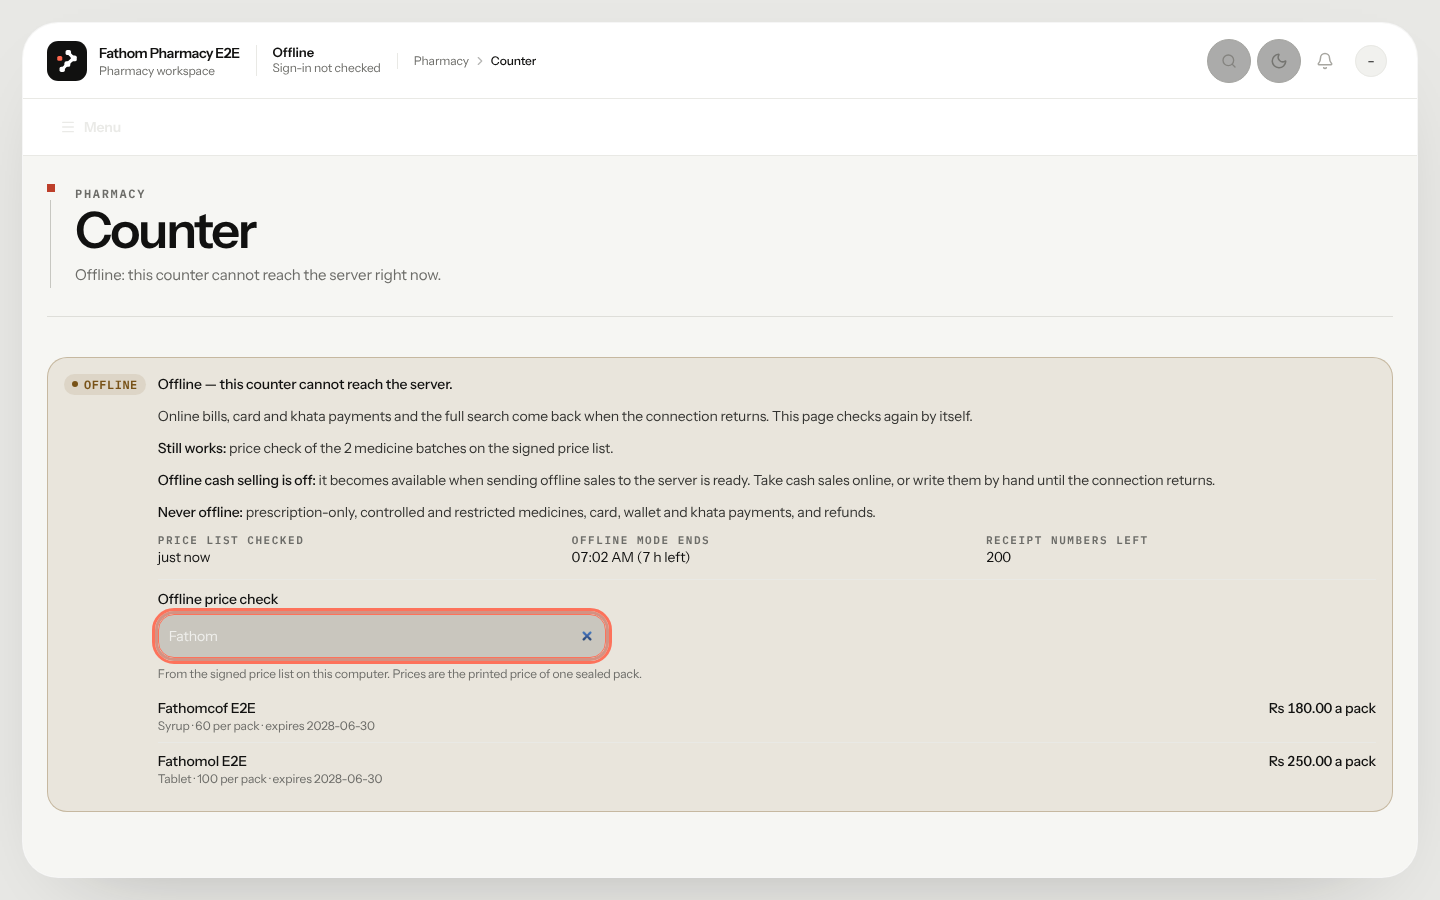 Fathom Pharmacy E2E
Pharmacy workspace
Offline
Sign-in not checked
Pharmacy > Counter
-
Menu
PHARMACY
Counter
Offline: this counter cannot reach the server right now.
OFFLINE
Offline — this counter cannot reach the server.
Online bills, card and khata payments and the full search come back when the connection returns. This page checks again by itself.
Still works: price check of the 2 medicine batches on the signed price list.
Offline cash selling is off: it becomes available when sending offline sales to the server is ready. Take cash sales online, or write them by hand until the connection returns.
Never offline: prescription-only, controlled and restricted medicines, card, wallet and khata payments, and refunds.
PRICE LIST CHECKED
just now
OFFLINE MODE ENDS
07:02 AM (7 h left)
RECEIPT NUMBERS LEFT
200
Offline price check
Fathom
From the signed price list on this computer. Prices are the printed price of one sealed pack.
Fathomcof E2E
Syrup · 60 per pack · expires 2028-06-30
Rs 180.00 a pack
Fathomol E2E
Tablet · 100 per pack · expires 2028-06-30
Rs 250.00 a pack